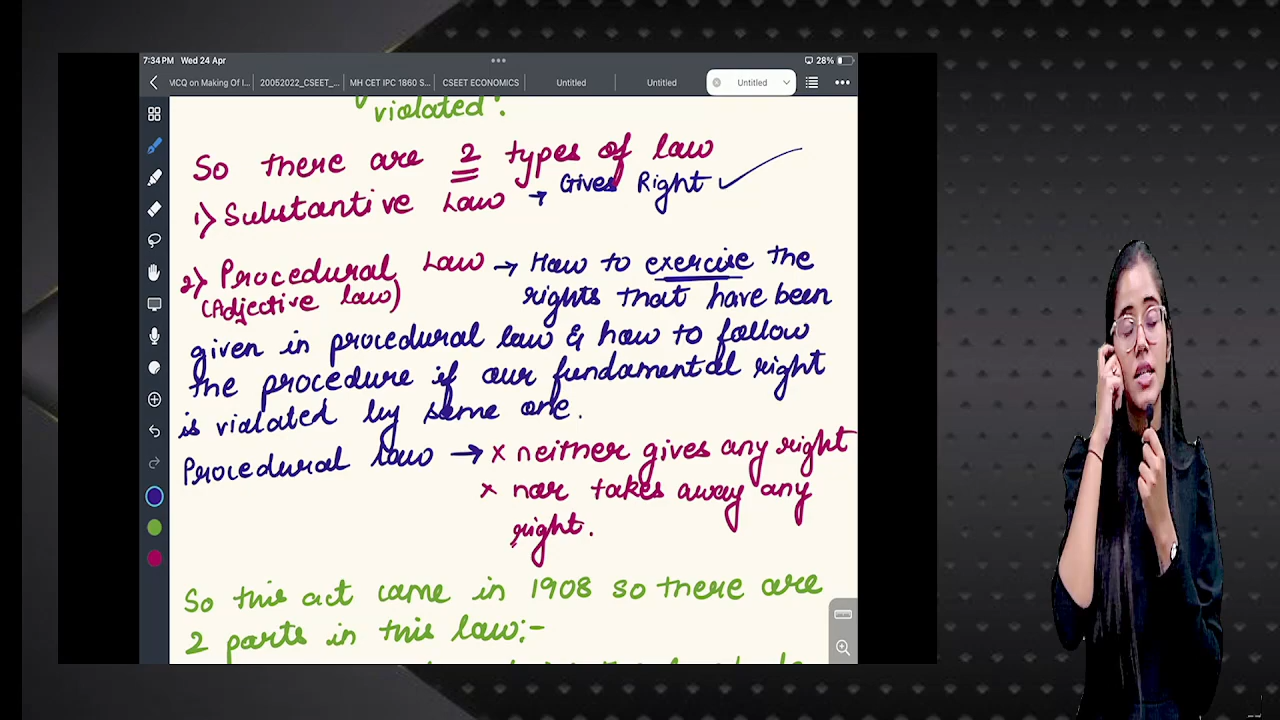 7:34 PM Wed 24 Apr
28%
MCQ on Making Of I... 20052022_CSEET_... MH CET IPC 1860 S... CSEET ECONOMICS Untitled Untitled Untitled
violated?
So there are 2 types of law
1) Substantive Law → Gives Right
2) Procedural Law → How to exercise the
(Adjective law) rights that have been
given in procedural law & how to follow
the procedure if our fundamental right
is violated by some one.
Procedural Law → x neither gives any right
x nor takes away any
right.
So this act came in 1908 so there are
2 parts in this law:-